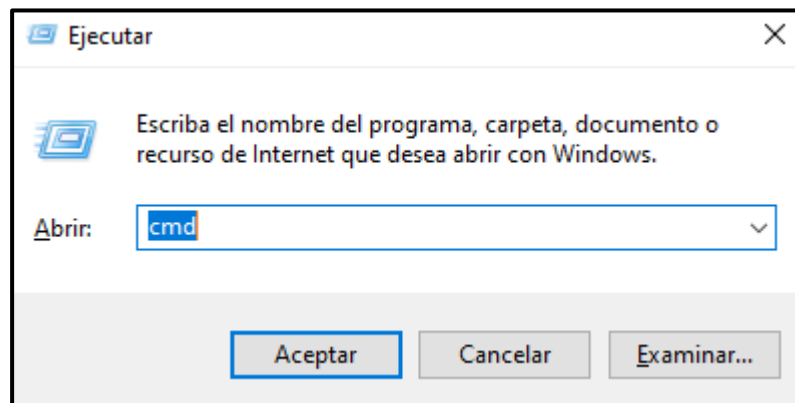 Ejecutar
Escriba el nombre del programa, carpeta, documento o
recurso de Internet que desea abrir con Windows.
Abrir: cmd
Aceptar Cancelar Examinar...